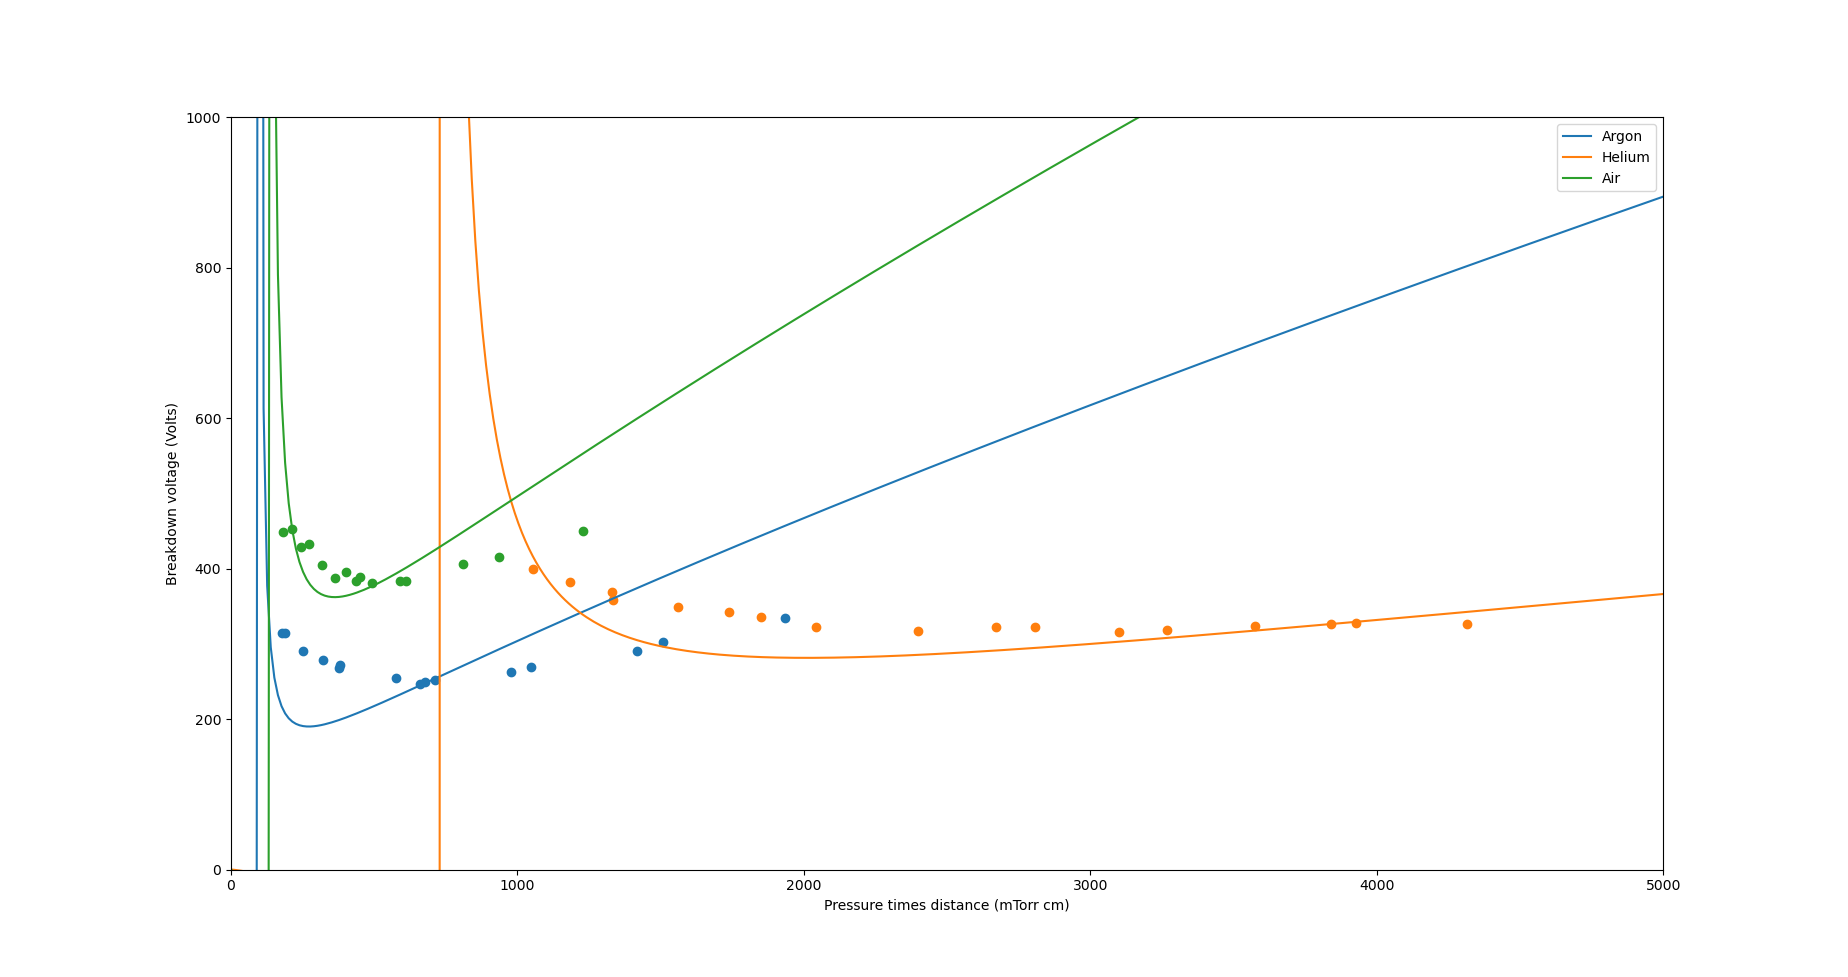 1000
800
600
400
200
0
Breakdown voltage (Volts)
0 1000 2000 3000 4000 5000
Pressure times distance (mTorr cm)
Argon
Helium
Air